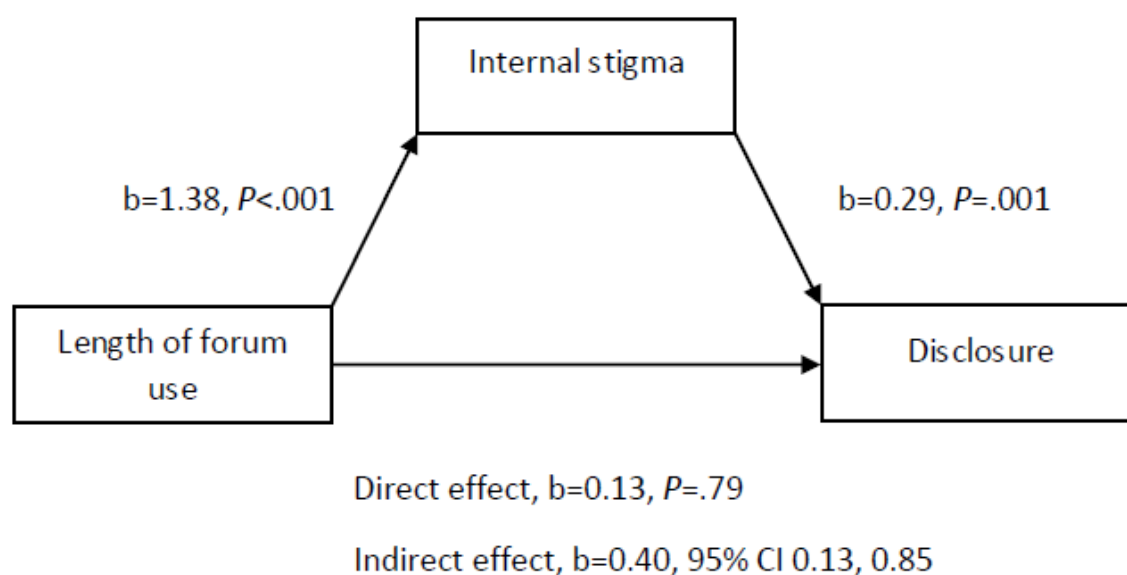 Internal stigma
b=1.38, P<.001
b=0.29, P=.001
Length of forum
use
Disclosure
Direct effect, b=0.13, P=.79
Indirect effect, b=0.40, 95% CI 0.13, 0.85